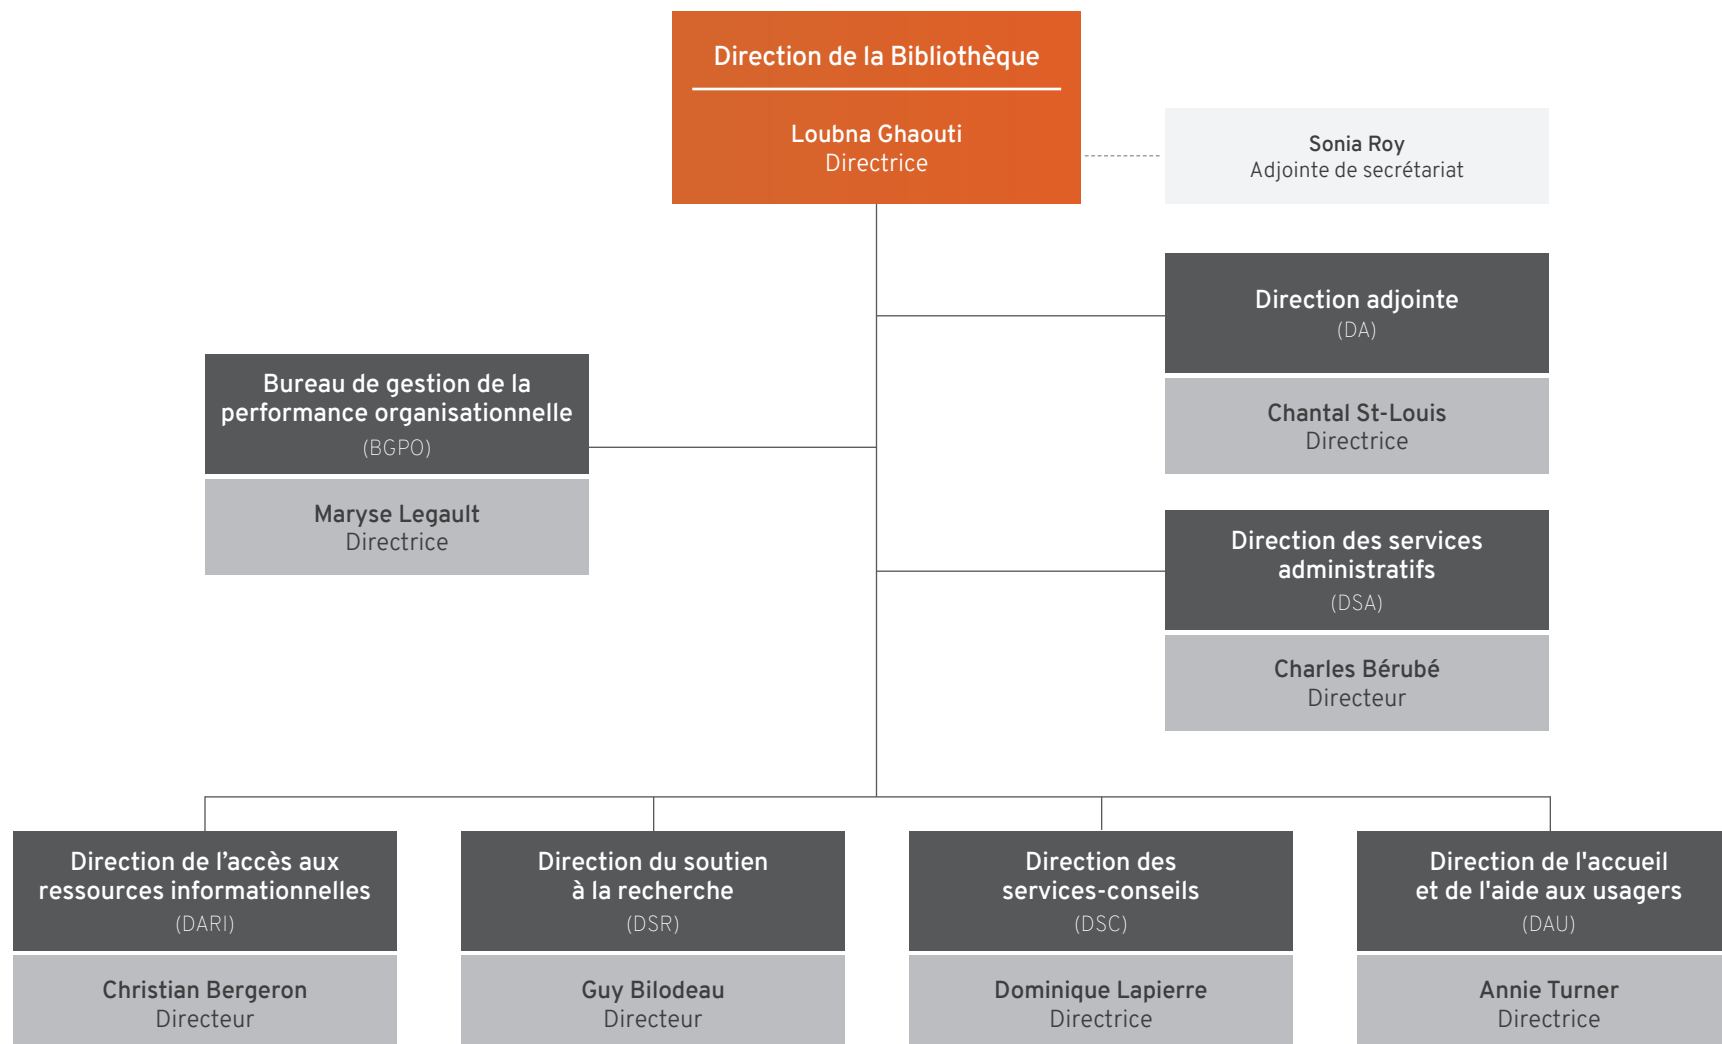 Direction de la Bibliothèque
Loubna Ghaouti
Directrice
Sonia Roy
Adjointe de secrétariat
Direction adjointe
(DA)
Chantal St-Louis
Directrice
Bureau de gestion de la
performance organisationnelle
(BGPO)
Maryse Legault
Directrice
Direction des services
administratifs
(DSA)
Charles Bérubé
Directeur
Direction de l’accès aux
ressources informationnelles
(DARI)
Christian Bergeron
Directeur
Direction du soutien
à la recherche
(DSR)
Guy Bilodeau
Directeur
Direction des
services-conseils
(DSC)
Dominique Lapierre
Directrice
Direction de l'accueil
et de l'aide aux usagers
(DAU)
Annie Turner
Directrice